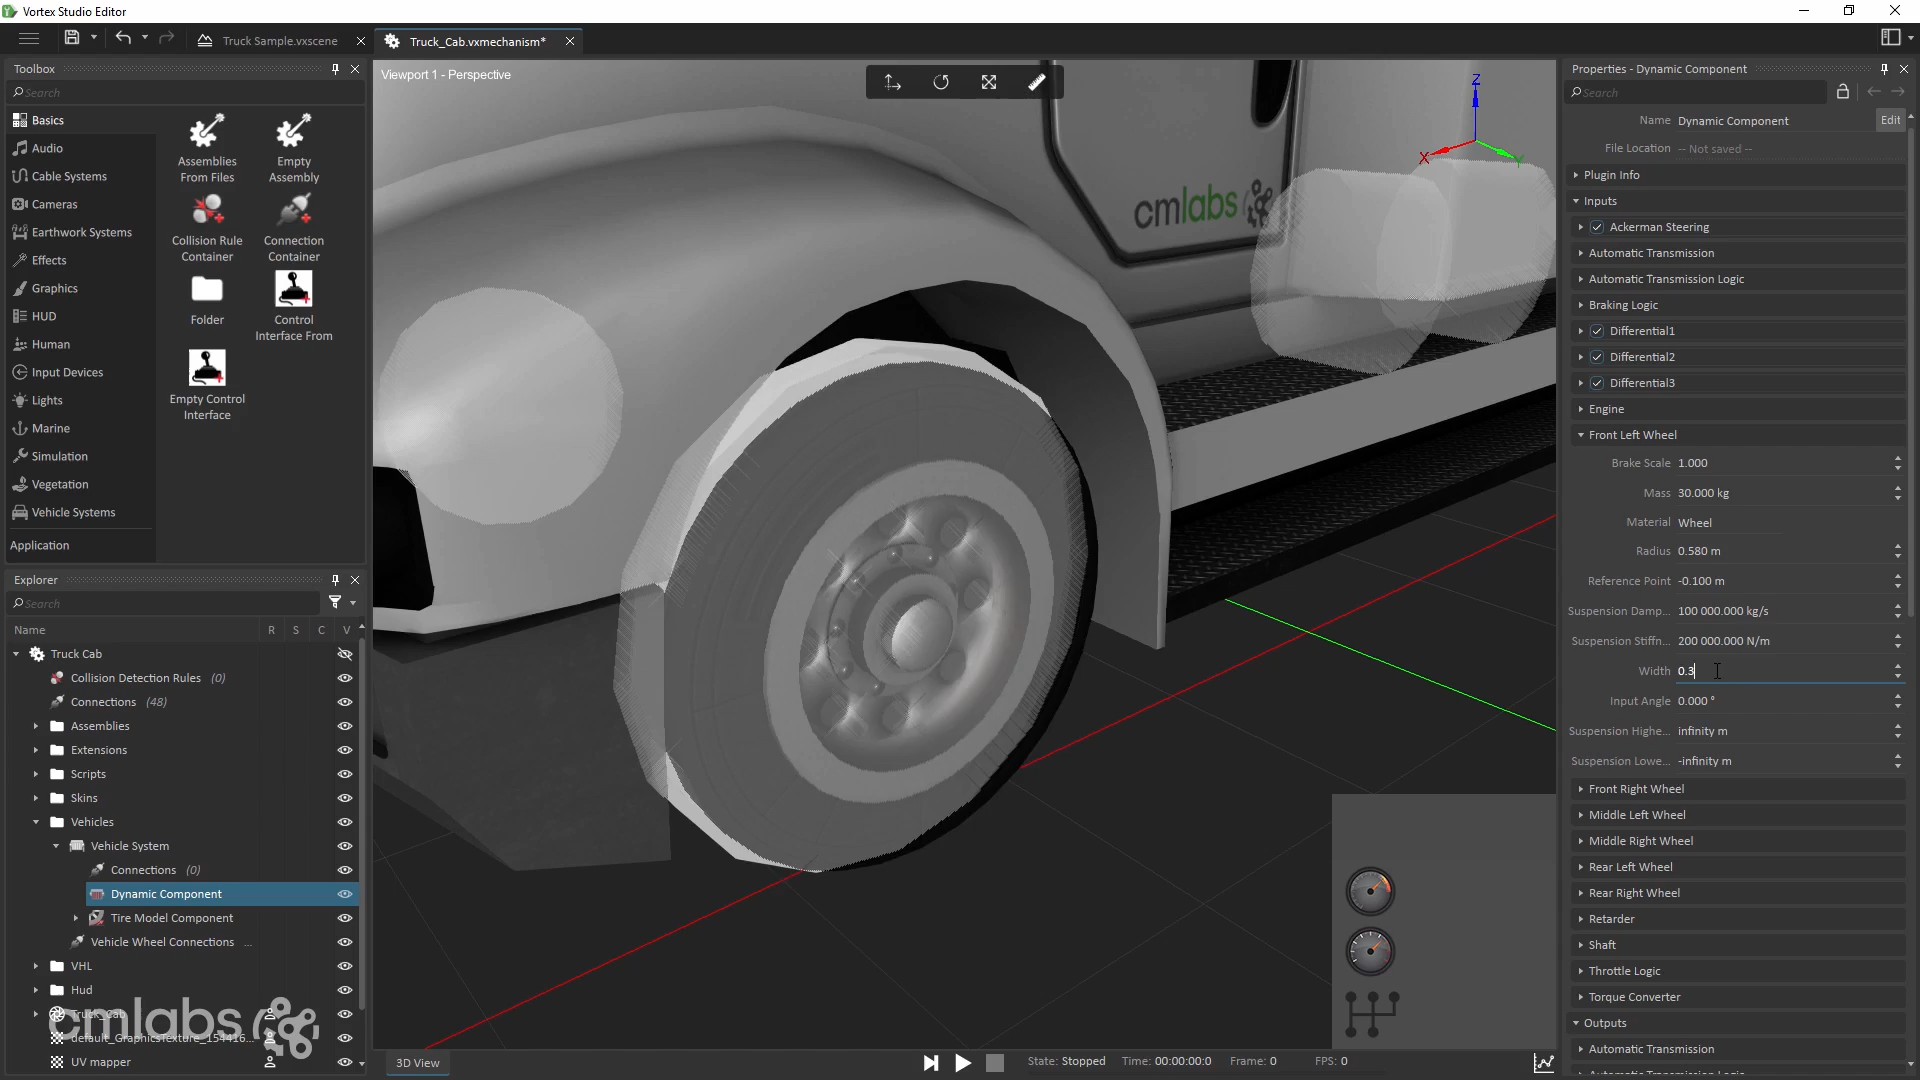 Vortex Studio Editor
Truck Sample.vxscene
Truck_Cab.vxmechanism*
Toolbox
Search
Basics
Audio
Cable Systems
Cameras
Earthwork Systems
Effects
Graphics
HUD
Human
Input Devices
Lights
Marine
Simulation
Vegetation
Vehicle Systems
Application
Assemblies
From Files
Empty
Assembly
Collision Rule
Container
Connection
Container
Folder
Control
Interface From
Empty Control
Interface
Explorer
Search
Name R S C V
Truck Cab
Collision Detection Rules (0)
Connections (48)
Assemblies
Extensions
Scripts
Skins
Vehicles
Vehicle System
Connections (0)
Dynamic Component
Tire Model Component
Vehicle Wheel Connections ...
VHL
Hud
Truck_Cab
default_GraphicsTexture_154416...
UV mapper
cmlabs
Viewport 1 - Perspective
cmlabs
Z
X
Y
3D View
State: Stopped Time: 00:00:00:0 Frame: 0 FPS: 0
Properties - Dynamic Component
Search
Name Dynamic Component Edit
File Location -- Not saved --
Plugin Info
Inputs
Ackerman Steering
Automatic Transmission
Automatic Transmission Logic
Braking Logic
Differential1
Differential2
Differential3
Engine
Front Left Wheel
Brake Scale 1.000
Mass 30.000 kg
Material Wheel
Radius 0.580 m
Reference Point -0.100 m
Suspension Damp... 100 000.000 kg/s
Suspension Stiffn... 200 000.000 N/m
Width 0.3
Input Angle 0.000 °
Suspension Highe... infinity m
Suspension Lowe... -infinity m
Front Right Wheel
Middle Left Wheel
Middle Right Wheel
Rear Left Wheel
Rear Right Wheel
Retarder
Shaft
Throttle Logic
Torque Converter
Outputs
Automatic Transmission
Automatic Transmission Logic